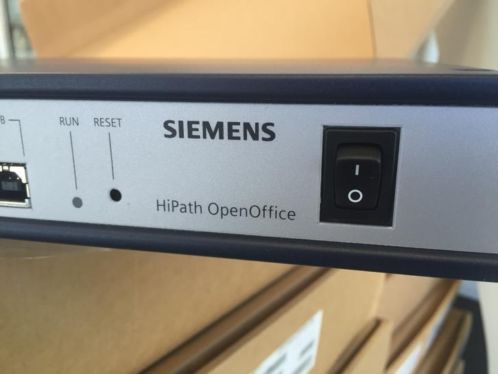 B
RUN RESET
SIEMENS
HiPath OpenOffice
I
O